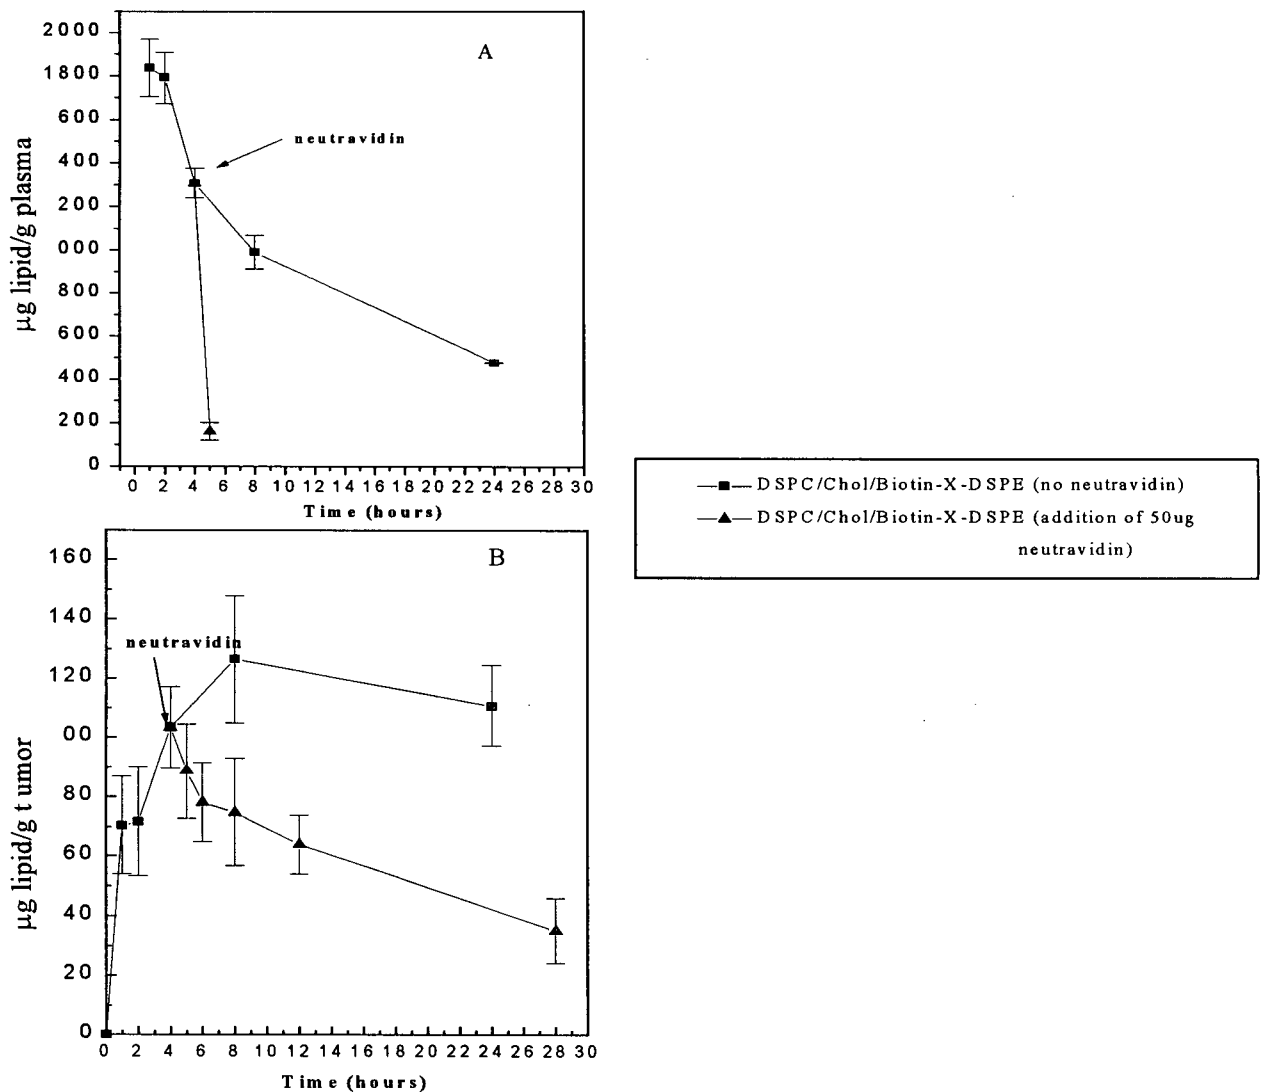 A
2000
1800
600
400
200
000
800
600
400
200
0
µg lipid/g plasma
neutravidin
0 2 4 6 8 10 12 14 16 18 20 22 24 26 28 30
Time (hours)
DSPC/Chol/Biotin-X-DSPE (no neutravidin)
DSPC/Chol/Biotin-X-DSPE (addition of 50ug
neutravidin)
B
160
140
120
00
80
60
40
20
0
µg lipid/g tumor
neutravidin
0 2 4 6 8 10 12 14 16 18 20 22 24 26 28 30
Time (hours)